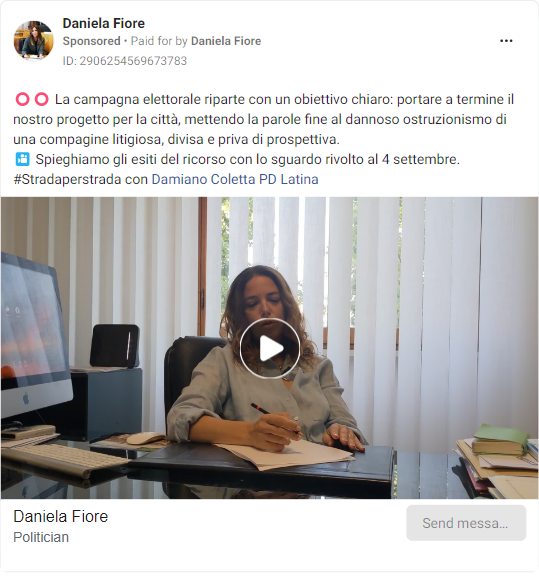 Daniela Fiore
Sponsored • Paid for by Daniela Fiore
ID: 2906254569673783
⭕⭕ La campagna elettorale riparte con un obiettivo chiaro: portare a termine il
nostro progetto per la città, mettendo la parole fine al dannoso ostruzionismo di
una compagine litigiosa, divisa e priva di prospettiva.
🎦 Spieghiamo gli esiti del ricorso con lo sguardo rivolto al 4 settembre.
#Stradaperstrada con Damiano Coletta PD Latina
Daniela Fiore
Politician
Send messa...